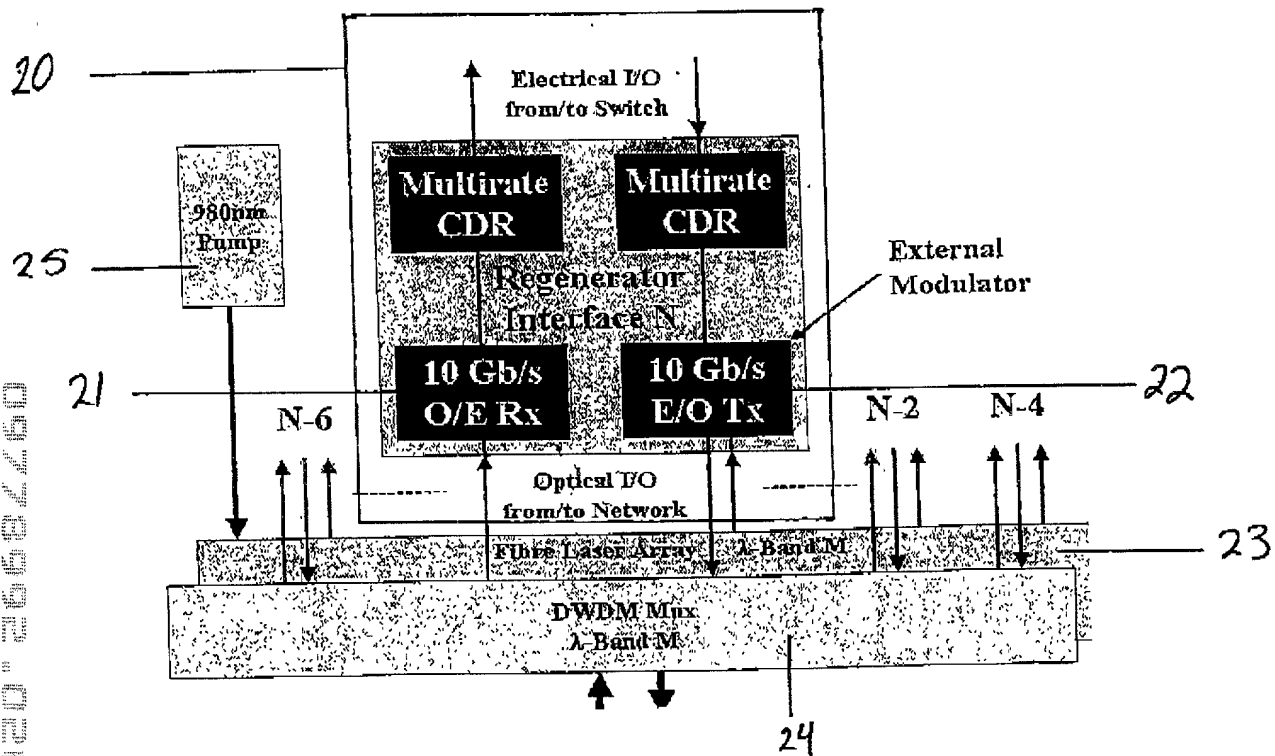 20
Electrical I/O
from/to Switch
980nm
Pump
25
Multirate
CDR
Multirate
CDR
External
Modulator
Regenerator
Interface N
21
10 Gb/s
O/E Rx
10 Gb/s
E/O Tx
22
N-6
N-2
N-4
Optical I/O
from/to Network
Fibre Laser Array
λ-Band M
23
DWDM Mux
λ-Band M
24